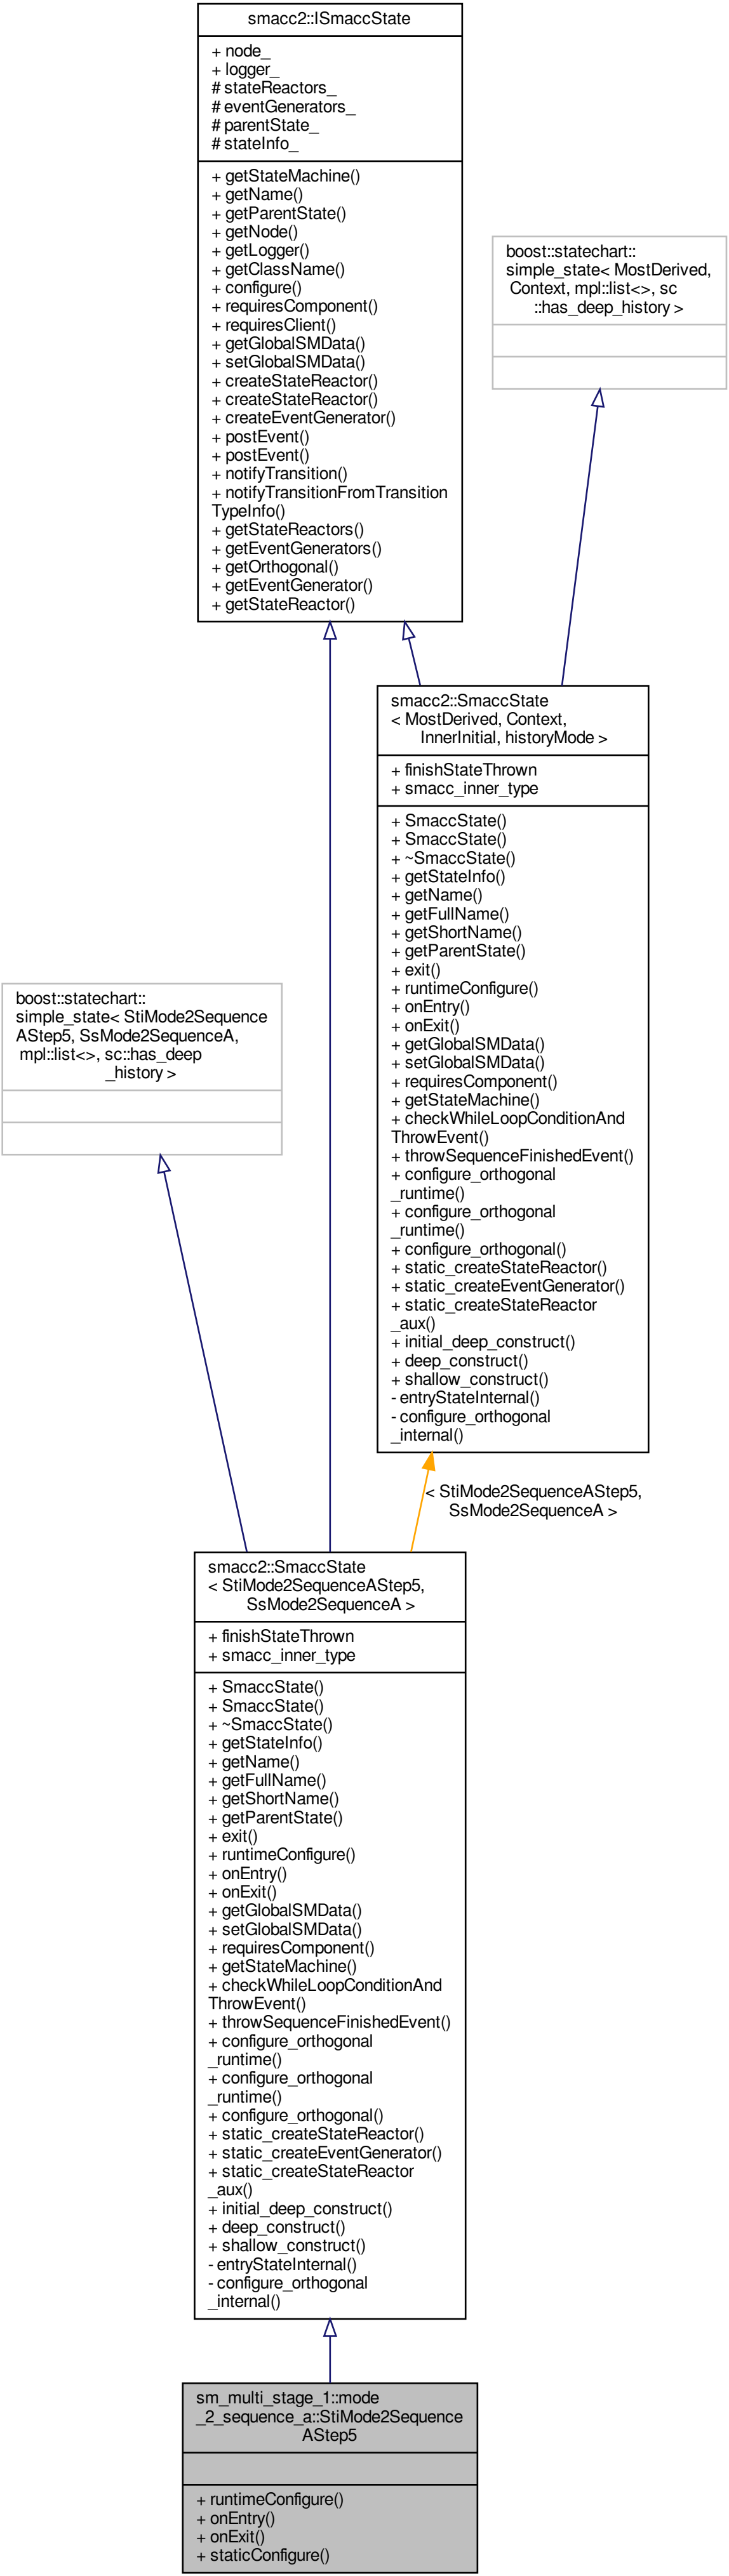 smacc2::ISmaccState
+ node_
+ logger_
# stateReactors_
# eventGenerators_
# parentState_
# stateInfo_
+ getStateMachine()
+ getName()
+ getParentState()
+ getNode()
+ getLogger()
+ getClassName()
+ configure()
+ requiresComponent()
+ requiresClient()
+ getGlobalSMData()
+ setGlobalSMData()
+ createStateReactor()
+ createStateReactor()
+ createEventGenerator()
+ postEvent()
+ postEvent()
+ notifyTransition()
+ notifyTransitionFromTransition
TypeInfo()
+ getStateReactors()
+ getEventGenerators()
+ getOrthogonal()
+ getEventGenerator()
+ getStateReactor()
boost::statechart::
simple_state< MostDerived,
Context, mpl::list<>, sc
::has_deep_history >
smacc2::SmaccState
< MostDerived, Context,
InnerInitial, historyMode >
+ finishStateThrown
+ smacc_inner_type
+ SmaccState()
+ SmaccState()
+ ~SmaccState()
+ getStateInfo()
+ getName()
+ getFullName()
+ getShortName()
+ getParentState()
+ exit()
+ runtimeConfigure()
+ onEntry()
+ onExit()
+ getGlobalSMData()
+ setGlobalSMData()
+ requiresComponent()
+ getStateMachine()
+ checkWhileLoopConditionAnd
ThrowEvent()
+ throwSequenceFinishedEvent()
+ configure_orthogonal
_runtime()
+ configure_orthogonal
_runtime()
+ configure_orthogonal()
+ static_createStateReactor()
+ static_createEventGenerator()
+ static_createStateReactor
_aux()
+ initial_deep_construct()
+ deep_construct()
+ shallow_construct()
- entryStateInternal()
- configure_orthogonal
_internal()
boost::statechart::
simple_state< StiMode2Sequence
AStep5, SsMode2SequenceA,
mpl::list<>, sc::has_deep
_history >
< StiMode2SequenceAStep5,
SsMode2SequenceA >
smacc2::SmaccState
< StiMode2SequenceAStep5,
SsMode2SequenceA >
+ finishStateThrown
+ smacc_inner_type
+ SmaccState()
+ SmaccState()
+ ~SmaccState()
+ getStateInfo()
+ getName()
+ getFullName()
+ getShortName()
+ getParentState()
+ exit()
+ runtimeConfigure()
+ onEntry()
+ onExit()
+ getGlobalSMData()
+ setGlobalSMData()
+ requiresComponent()
+ getStateMachine()
+ checkWhileLoopConditionAnd
ThrowEvent()
+ throwSequenceFinishedEvent()
+ configure_orthogonal
_runtime()
+ configure_orthogonal
_runtime()
+ configure_orthogonal()
+ static_createStateReactor()
+ static_createEventGenerator()
+ static_createStateReactor
_aux()
+ initial_deep_construct()
+ deep_construct()
+ shallow_construct()
- entryStateInternal()
- configure_orthogonal
_internal()
sm_multi_stage_1::mode
_2_sequence_a::StiMode2Sequence
AStep5
+ runtimeConfigure()
+ onEntry()
+ onExit()
+ staticConfigure()